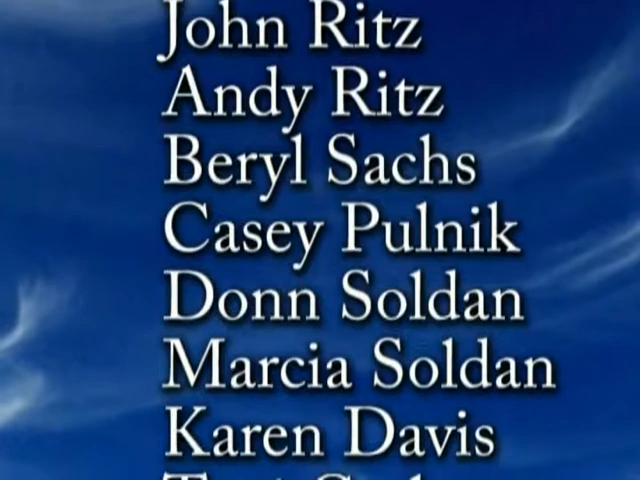 John Ritz
Andy Ritz
Beryl Sachs
Casey Pulnik
Donn Soldan
Marcia Soldan
Karen Davis